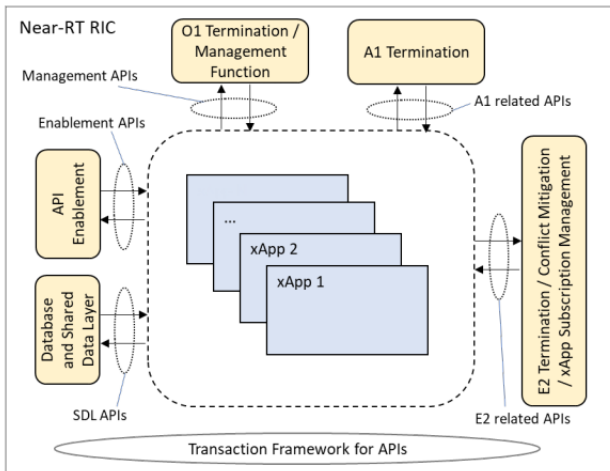 Near-RT RIC
O1 Termination /
Management
Function
A1 Termination
Management APIs
A1 related APIs
Enablement APIs
API
Enablement
...
xApp 2
xApp 1
Database
and Shared
Data Layer
E2 Termination / Conflict Mitigation
/ xApp Subscription Management
SDL APIs
E2 related APIs
Transaction Framework for APIs